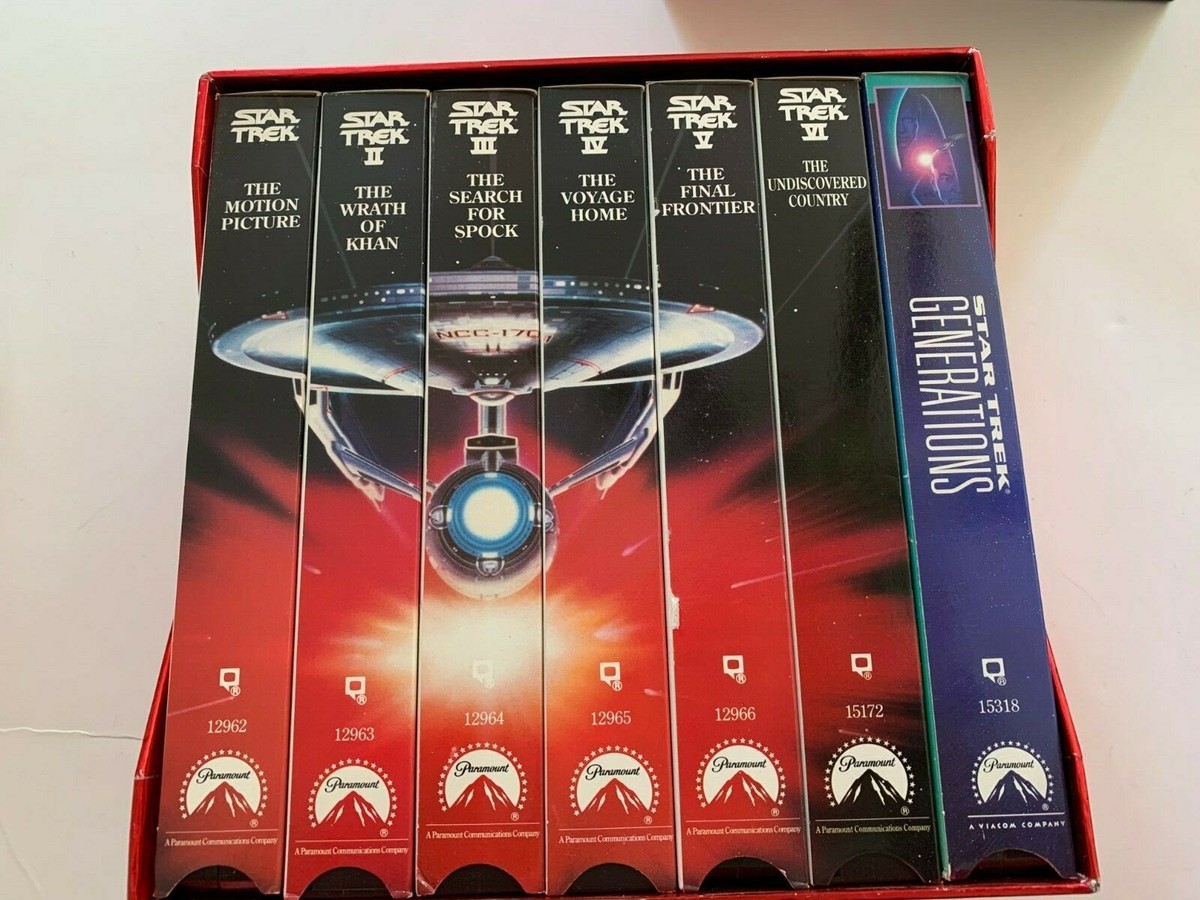 STAR
TREK
THE
MOTION
PICTURE
12962
Paramount
®
A Paramount Communications Company
STAR
TREK
II
THE
WRATH
OF
KHAN
®
12963
Paramount
®
A Paramount Communications Company
STAR
TREK
III
THE
SEARCH
FOR
SPOCK
®
12964
Paramount
®
A Paramount Communications Company
STAR
TREK
IV
THE
VOYAGE
HOME
®
12965
Paramount
®
A Paramount Communications Company
STAR
TREK
V
THE
FINAL
FRONTIER
®
12966
Paramount
®
A Paramount Communications Company
STAR
TREK
VI
THE
UNDISCOVERED
COUNTRY
®
15172
Paramount
®
A Paramount Communications Company
STAR TREK®
GENERATIONS
®
15318
Paramount
®
A VIACOM COMPANY
NCC-1701